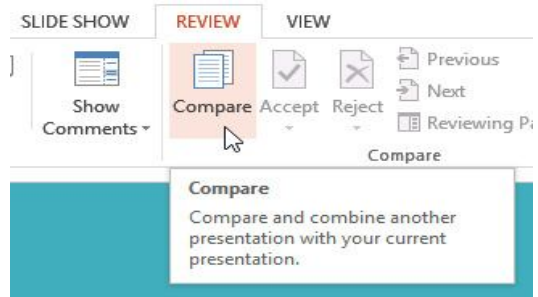 SLIDE SHOW REVIEW VIEW
Show
Comments
Compare Accept Reject
Previous
Next
Reviewing
Compare
Compare
Compare and combine another
presentation with your current
presentation.